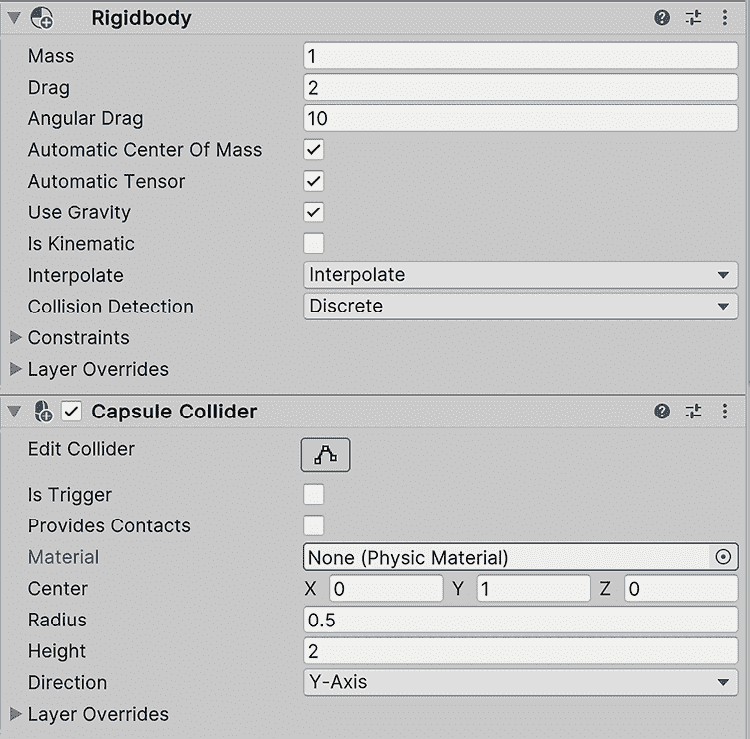 Rigidbody
Mass 1
Drag 2
Angular Drag 10
Automatic Center Of Mass
Automatic Tensor
Use Gravity
Is Kinematic
Interpolate Interpolate
Collision Detection Discrete
Constraints
Layer Overrides
Capsule Collider
Edit Collider
Is Trigger
Provides Contacts
Material None (Physic Material)
Center X 0 Y 1 Z 0
Radius 0.5
Height 2
Direction Y-Axis
Layer Overrides